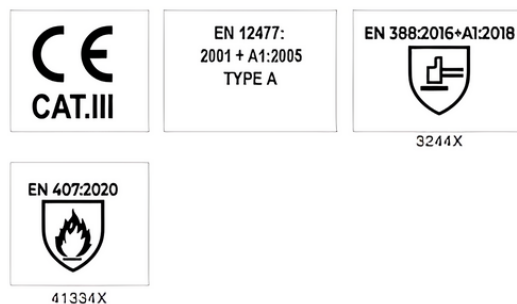 CE
CAT.III
EN 12477:
2001 + A1:2005
TYPE A
EN 388:2016+A1:2018
3244X
EN 407:2020
41334X